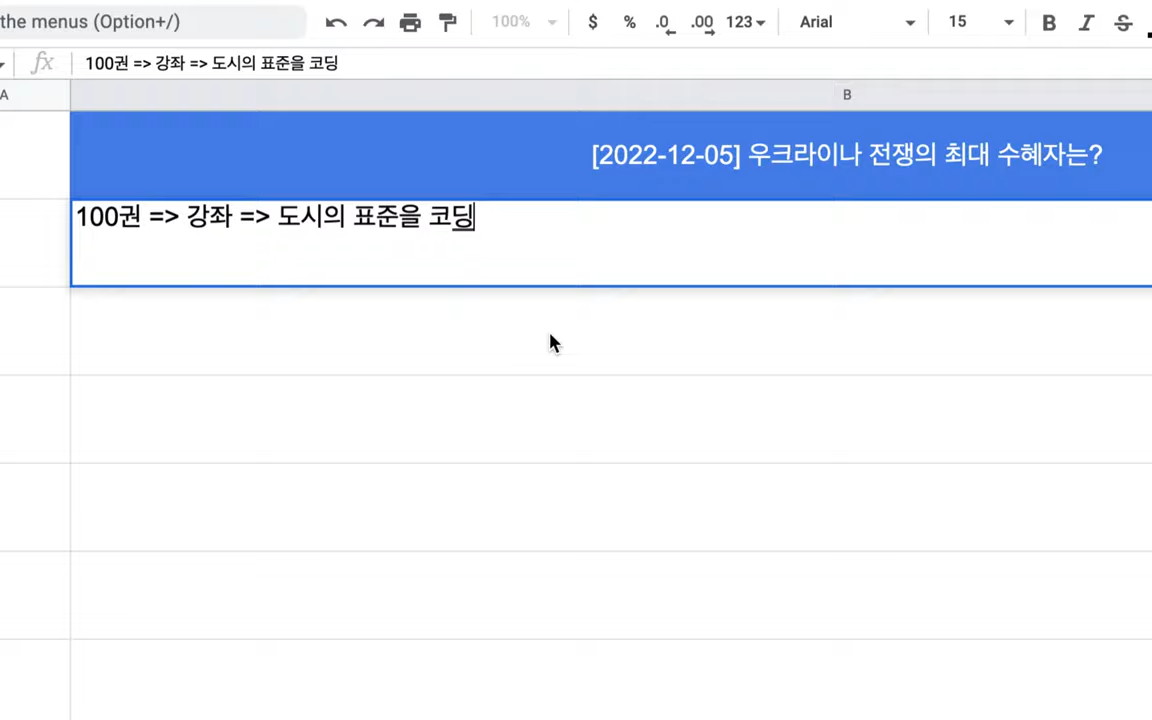 the menus (Option+/) 100% $ % .0 .00 123 Arial 15 B I S
fx 100권 => 강좌 => 도시의 표준을 코딩
A B
[2022-12-05] 우크라이나 전쟁의 최대 수혜자는?
100권 => 강좌 => 도시의 표준을 코딩